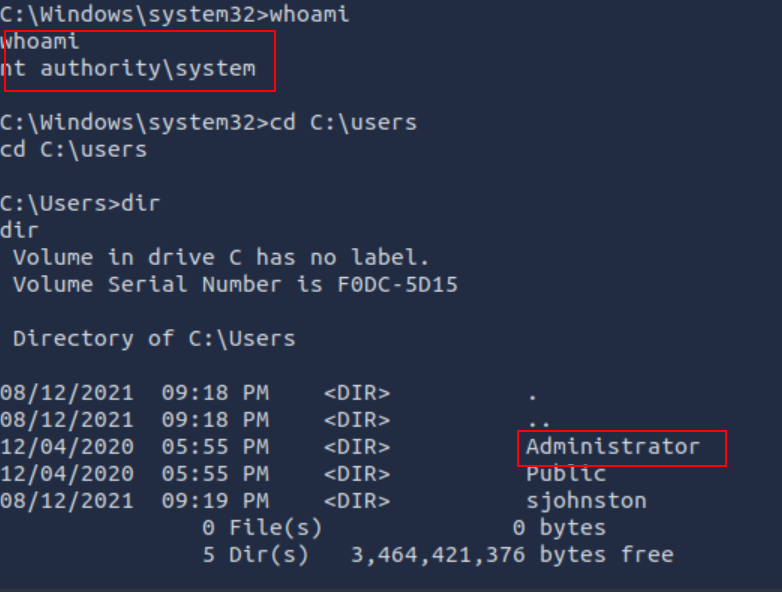 C:\Windows\system32>whoami
whoami
nt authority\system
C:\Windows\system32>cd C:\users
cd C:\users
C:\Users>dir
dir
 Volume in drive C has no label.
 Volume Serial Number is F0DC-5D15
 Directory of C:\Users
08/12/2021  09:18 PM    <DIR>          .
08/12/2021  09:18 PM    <DIR>          ..
12/04/2020  05:55 PM    <DIR>          Administrator
12/04/2020  05:55 PM    <DIR>          Public
08/12/2021  09:19 PM    <DIR>          sjohnston
               0 File(s)              0 bytes
               5 Dir(s)   3,464,421,376 bytes free